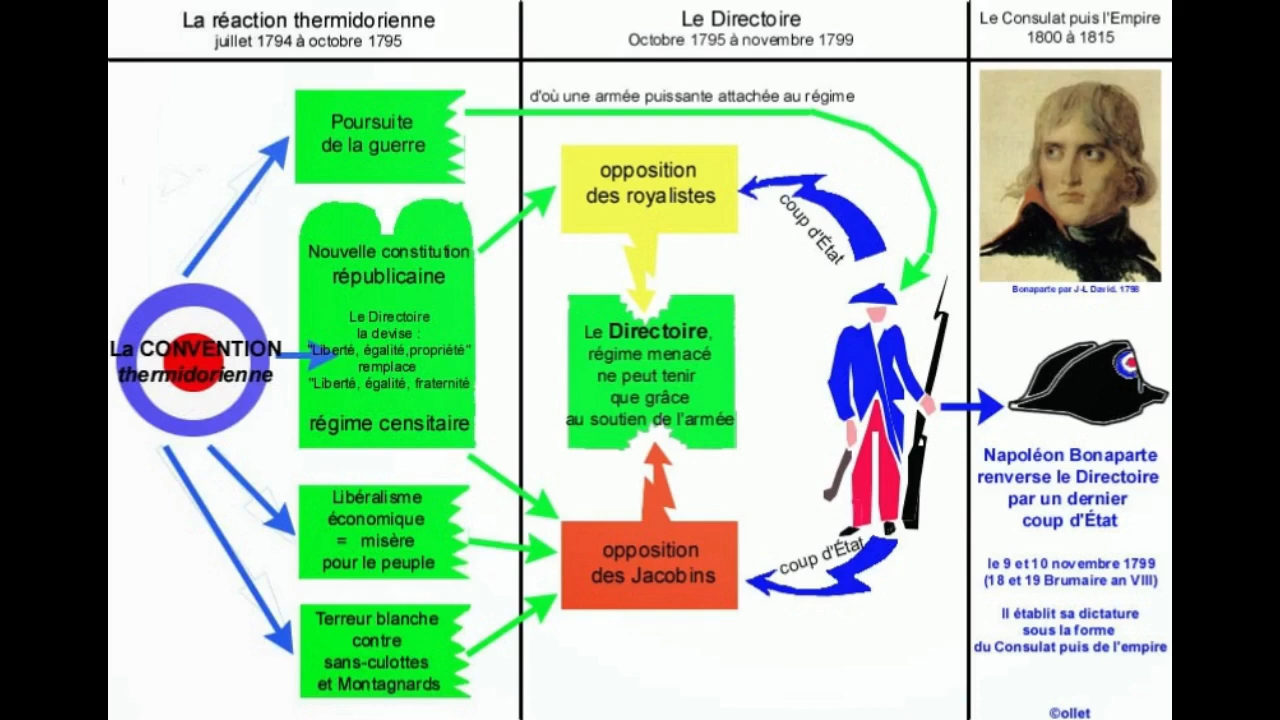 La réaction thermidorienne
juillet 1794 à octobre 1795
Le Directoire
Octobre 1795 à novembre 1799
Le Consulat puis l'Empire
1800 à 1815
d'où une armée puissante attachée au régime
Poursuite
de la guerre
Nouvelle constitution
républicaine
Le Directoire
la devise :
"Liberté, égalité,propriété"
remplace
"Liberté, égalité, fraternité
régime censitaire
La CONVENTION
thermidorienne
Libéralisme
économique
= misère
pour le peuple
Terreur blanche
contre
sans-culottes
et Montagnards
opposition
des royalistes
coup d'État
Le Directoire,
régime menacé
ne peut tenir
que grâce
au soutien de l'armée
opposition
des Jacobins
coup d'État
Bonaparte par J-L David. 1798
Napoléon Bonaparte
renverse le Directoire
par un dernier
coup d'État
le 9 et 10 novembre 1799
(18 et 19 Brumaire an VIII)
Il établit sa dictature
sous la forme
du Consulat puis de l'empire
©ollet